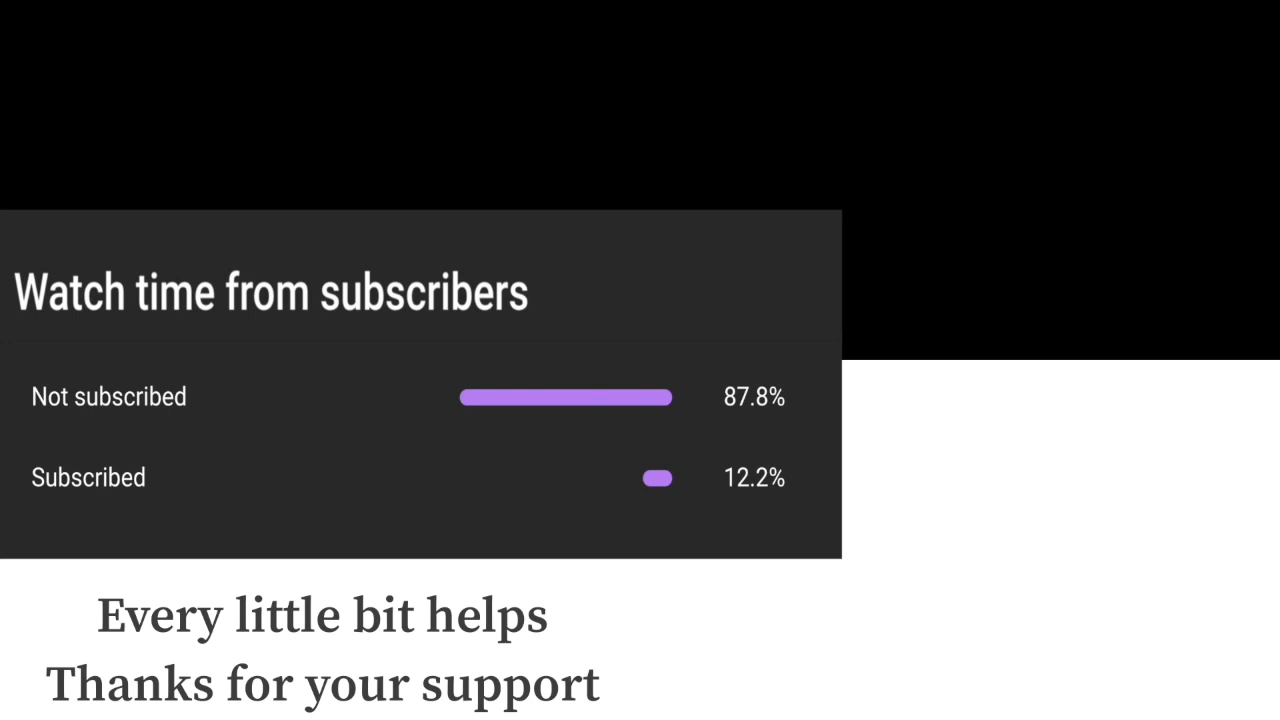 Watch time from subscribers
Not subscribed 87.8%
Subscribed 12.2%
Every little bit helps
Thanks for your support